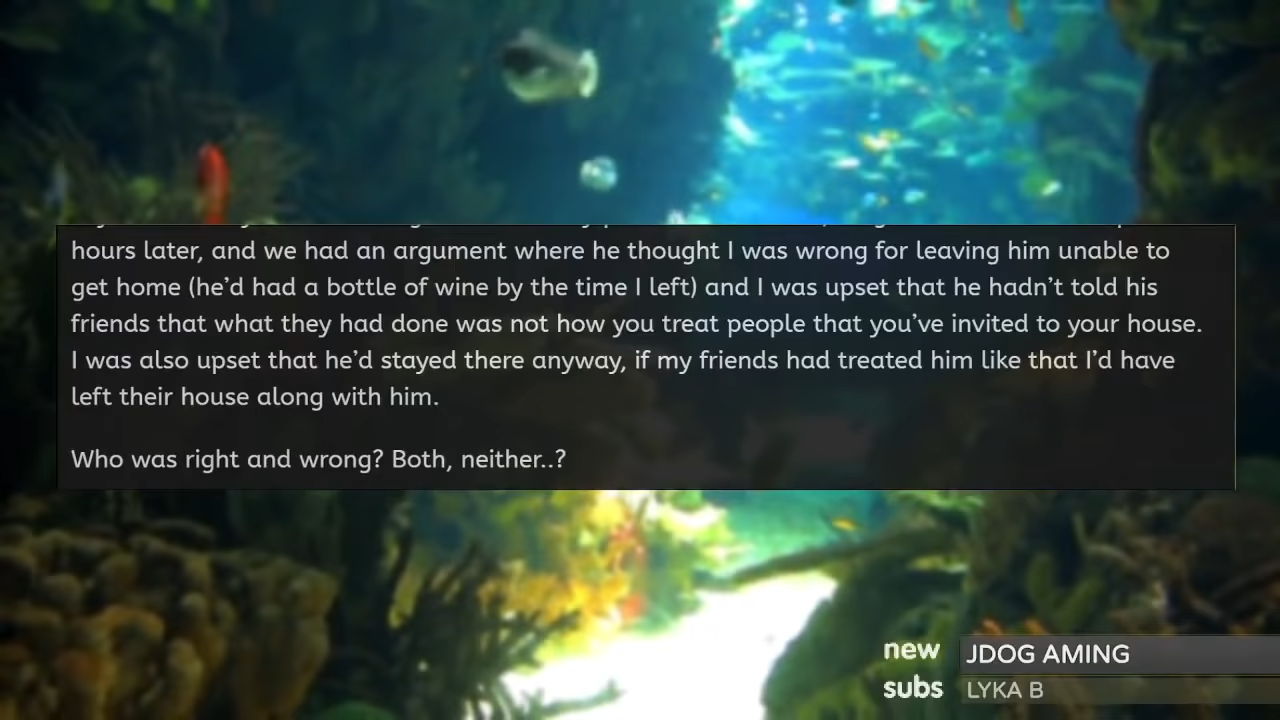 hours later, and we had an argument where he thought I was wrong for leaving him unable to
get home (he’d had a bottle of wine by the time I left) and I was upset that he hadn’t told his
friends that what they had done was not how you treat people that you’ve invited to your house.
I was also upset that he’d stayed there anyway, if my friends had treated him like that I’d have
left their house along with him.
Who was right and wrong? Both, neither..?
new JDOG AMING
subs LYKA B